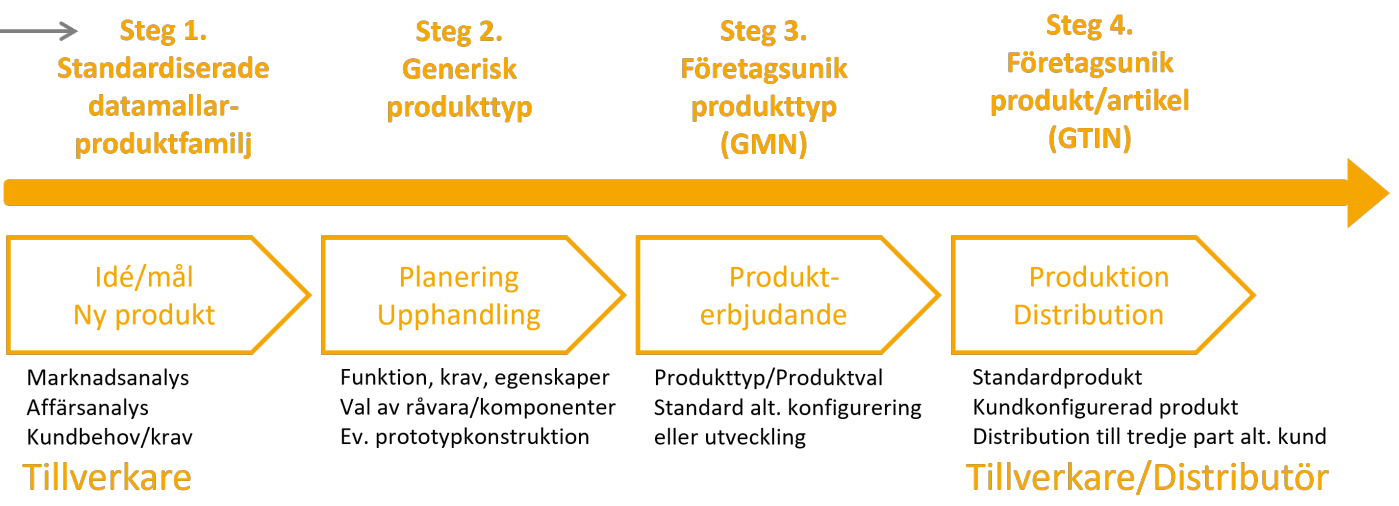 Steg 1.
Standardiserade
datamallar-
produktfamilj
Steg 2.
Generisk
produkttyp
Steg 3.
Företagsunik
produkttyp
(GMN)
Steg 4.
Företagsunik
produkt/artikel
(GTIN)
Idé/mål
Ny produkt
Planering
Upphandling
Produkt-
erbjudande
Produktion
Distribution
Marknadsanalys
Affärsanalys
Kundbehov/krav
Funktion, krav, egenskaper
Val av råvara/komponenter
Ev. prototypkonstruktion
Produkttyp/Produktval
Standard alt. konfigurering
eller utveckling
Standardprodukt
Kundkonfigurerad produkt
Distribution till tredje part alt. kund
Tillverkare
Tillverkare/Distributör